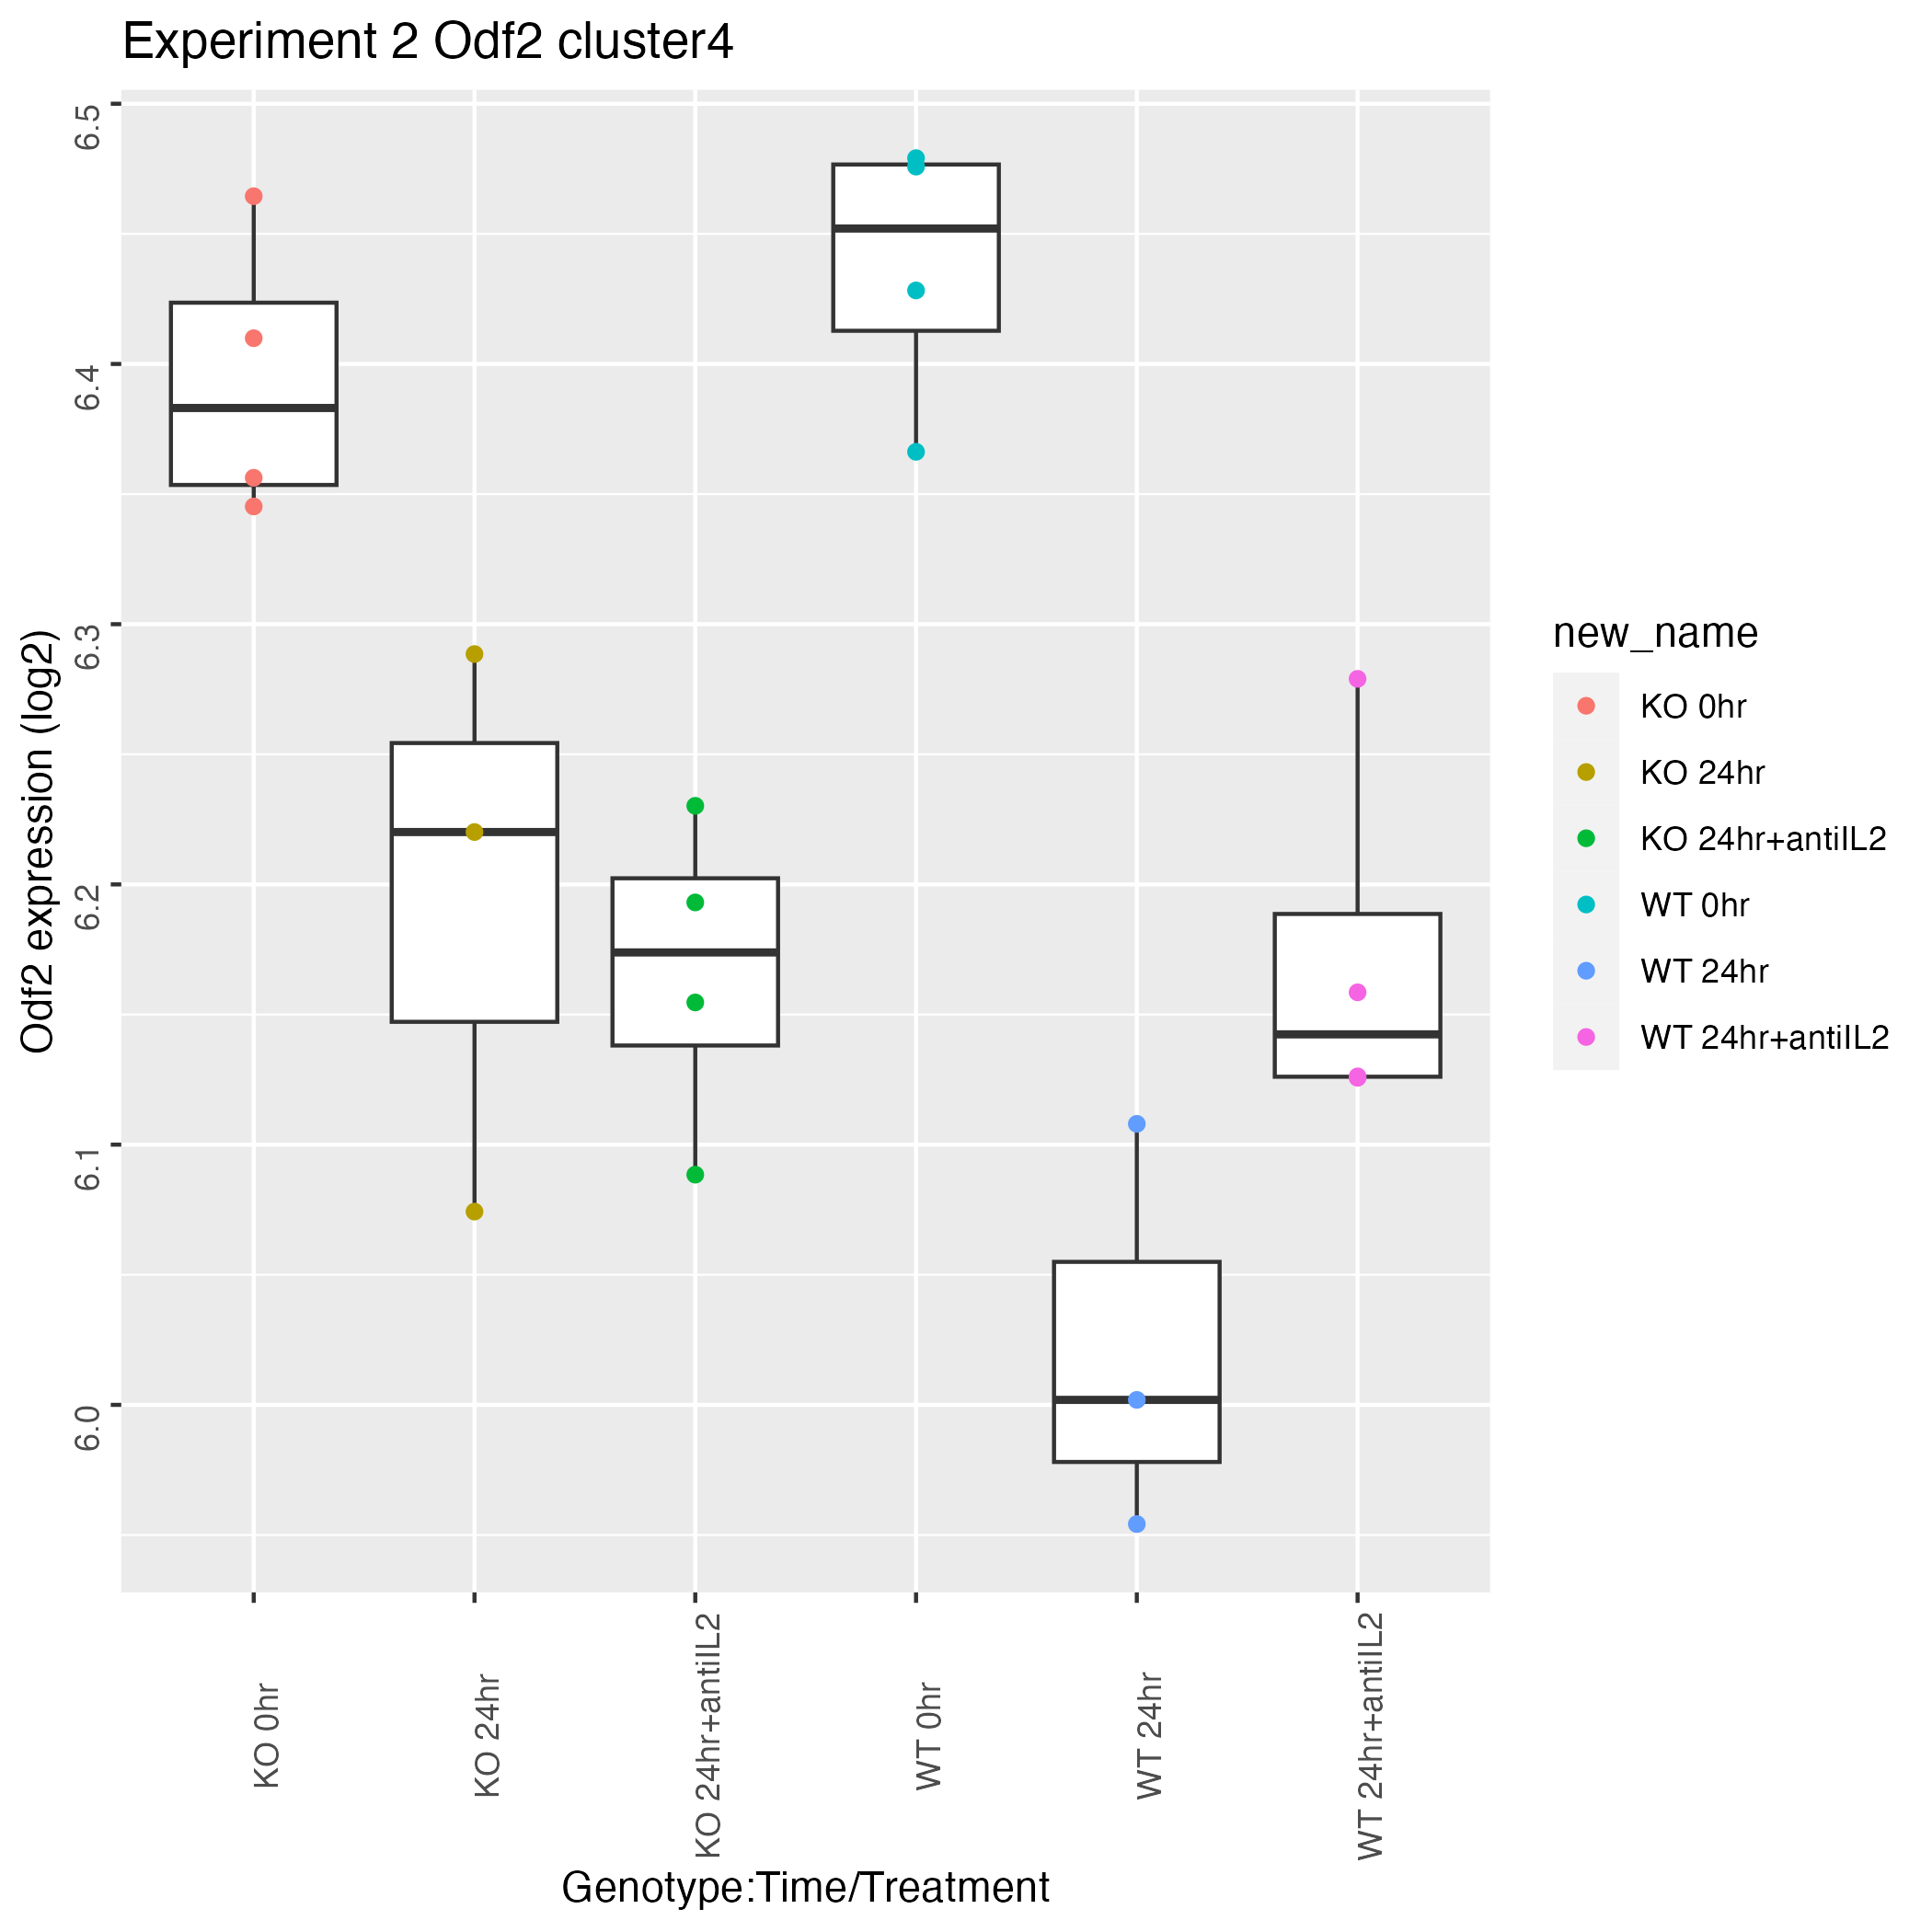 Experiment 2 Odf2 cluster4
Odf2 expression (log2)
6.5
6.4
6.3
6.2
6.1
6.0
KO 0hr
KO 24hr
KO 24hr+antiIL2
WT 0hr
WT 24hr
WT 24hr+antiIL2
Genotype:Time/Treatment
new_name
KO 0hr
KO 24hr
KO 24hr+antiIL2
WT 0hr
WT 24hr
WT 24hr+antiIL2